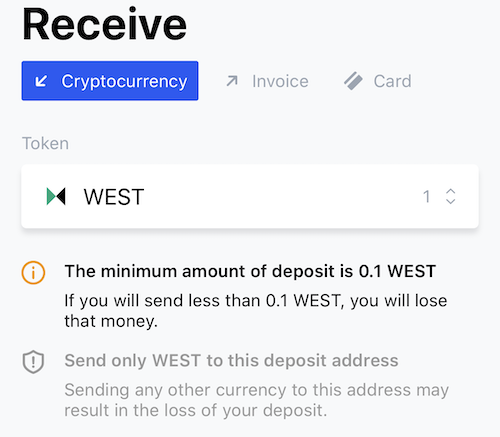 Receive
Cryptocurrency Invoice Card
Token
WEST 1
The minimum amount of deposit is 0.1 WEST
If you will send less than 0.1 WEST, you will lose
that money.
Send only WEST to this deposit address
Sending any other currency to this address may
result in the loss of your deposit.